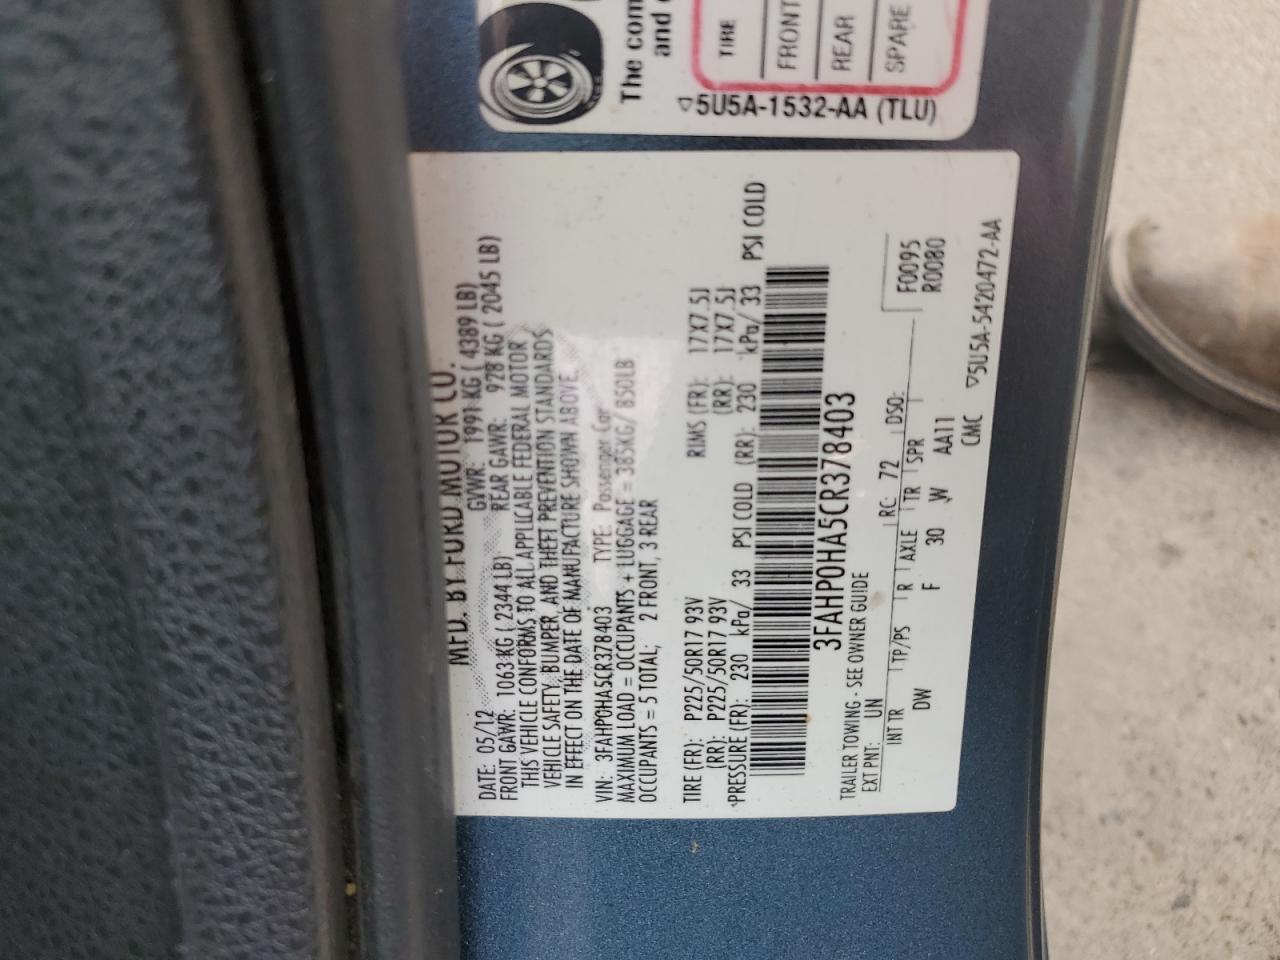 The com
and
TIRE
FRONT
REAR
SPARE
5U5A-1532-AA (TLU)
MFD. BY FORD MOTOR CO.
DATE: 05/12 GVWR: 1991 KG ( 4389 LB)
FRONT GAWR: 1063 KG ( 2344 LB) REAR GAWR: 928 KG ( 2045 LB)
THIS VEHICLE CONFORMS TO ALL APPLICABLE FEDERAL MOTOR
VEHICLE SAFETY, BUMPER, AND THEFT PREVENTION STANDARDS
IN EFFECT ON THE DATE OF MANUFACTURE SHOWN ABOVE
VIN: 3FAHP0HA5CR378403 TYPE: Passenger Car
MAXIMUM LOAD = OCCUPANTS + LUGGAGE = 385KG/ 850LB
OCCUPANTS = 5 TOTAL; 2 FRONT, 3 REAR
TIRE (FR): P225/50R17 93V RIMS (FR): 17X7.5J
(RR): P225/50R17 93V (RR): 17X7.5J
PRESSURE (FR): 230 kPa/ 33 PSI COLD (RR): 230 kPa/ 33 PSI COLD
3FAHP0HA5CR378403
TRAILER TOWING - SEE OWNER GUIDE
EXT PNT: UN RC: 72 DSO:
INT TR TP/PS R AXLE TR SPR F0095
DW F 30 W AA11 R0080
CMC 5U5A-5420472-AA